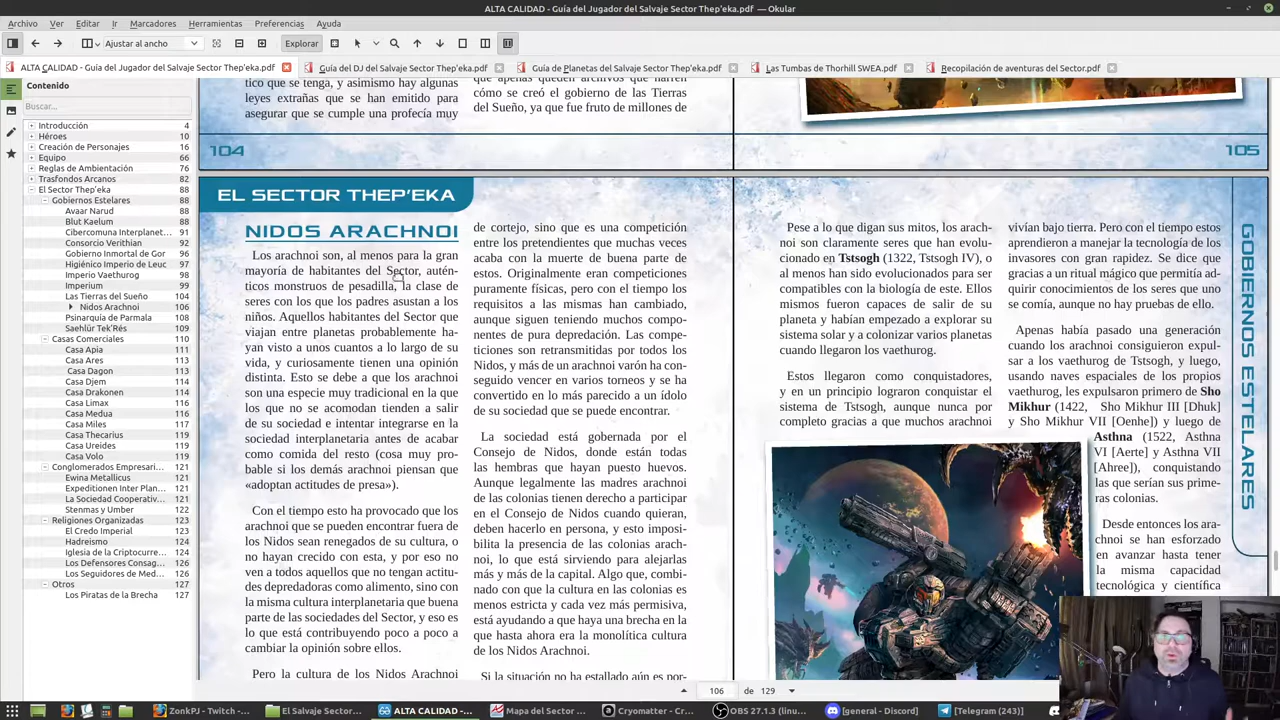 ALTA CALIDAD - Guía del Jugador del Salvaje Sector Thep'eka.pdf — Okular
Archivo Ver Editar Ir Marcadores Herramientas Preferencias Ayuda
Ajustar al ancho Explorar
ALTA CALIDAD - Guía del Jugador del Salvaje Sector Thep'eka.pdf
Guía del DJ del Salvaje Sector Thep'eka.pdf
Guía de Planetas del Salvaje Sector Thep'eka.pdf
Las Tumbas de Thorhill SWEA.pdf
Recopilación de aventuras del Sector.pdf
Contenido
Buscar...
Introducción 4
Héroes 10
Creación de Personajes 16
Equipo 66
Reglas de Ambientación 76
Trasfondos Arcanos 82
El Sector Thep'eka 88
Gobiernos Estelares 88
Avaar Narud 88
Blut Kaelum 88
Cibercomuna Interplanet... 91
Consorcio Verithian 92
Gobierno Inmortal de Gor 96
Higiénico Imperio de Leuc 97
Imperio Vaethurog 98
Imperium 99
Las Tierras del Sueño 104
Nidos Arachnoi 106
Psinarquía de Parmala 108
Saehlür Tek'Rés 109
Casas Comerciales 110
Casa Apia 111
Casa Ares 113
Casa Dagon 113
Casa Djem 114
Casa Drakonen 114
Casa Limax 116
Casa Medua 116
Casa Miles 117
Casa Thecarius 119
Casa Ureides 119
Casa Volo 119
Conglomerados Empresari... 121
Ewina Metallicus 121
Expeditionen Inter Plan... 121
La Sociedad Cooperativ... 121
Stenmas y Umber 122
Religiones Organizadas 123
El Credo Imperial 123
Hadreismo 124
Iglesia de la Criptocurre... 124
Los Defensores Consag... 126
Los Seguidores de Med... 126
Otros 127
Los Piratas de la Brecha 127
tico que se tenga, y asimismo hay algunas
leyes extrañas que se han emitido para
asegurar que se cumple una profecía muy
que apenas queden archivos que narren
cómo se creó el gobierno de las Tierras
del Sueño, ya que fue fruto de millones de
104
105
EL SECTOR THEP'EKA
NIDOS ARACHNOI
Los arachnoi son, al menos para la gran
mayoría de habitantes del Sector, autén-
ticos monstruos de pesadilla, la clase de
seres con los que los padres asustan a los
niños. Aquellos habitantes del Sector que
viajan entre planetas probablemente ha-
yan visto a unos cuantos a lo largo de su
vida, y curiosamente tienen una opinión
distinta. Esto se debe a que los arachnoi
son una especie muy tradicional en la que
los que no se acomodan tienden a salir
de su sociedad e intentar integrarse en la
sociedad interplanetaria antes de acabar
como comida del resto (cosa muy pro-
bable si los demás arachnoi piensan que
«adoptan actitudes de presa»).
Con el tiempo esto ha provocado que los
arachnoi que se pueden encontrar fuera de
los Nidos sean renegados de su cultura, o
no hayan crecido con esta, y por eso no
ven a todos aquellos que no tengan actitu-
des depredadoras como alimento, sino con
la misma cultura interplanetaria que buena
parte de las sociedades del Sector, y eso es
lo que está contribuyendo poco a poco a
cambiar la opinión sobre ellos.
Pero la cultura de los Nidos Arachnoi
de cortejo, sino que es una competición
entre los pretendientes que muchas veces
acaba con la muerte de buena parte de
estos. Originalmente eran competiciones
puramente físicas, pero con el tiempo los
requisitos a las mismas han cambiado,
aunque siguen teniendo muchos compo-
nentes de pura depredación. Las compe-
ticiones son retransmitidas por todos los
Nidos, y más de un arachnoi varón ha con-
seguido vencer en varios torneos y se ha
convertido en lo más parecido a un ídolo
de su sociedad que se puede encontrar.
La sociedad está gobernada por el
Consejo de Nidos, donde están todas
las hembras que hayan puesto huevos.
Aunque legalmente las madres arachnoi
de las colonias tienen derecho a participar
en el Consejo de Nidos cuando quieran,
deben hacerlo en persona, y esto imposi-
bilita la presencia de las colonias arach-
noi, lo que está sirviendo para alejarlas
más y más de la capital. Algo que, combi-
nado con que la cultura en las colonias es
menos estricta y cada vez más permisiva,
está ayudando a que haya una brecha en la
que hasta ahora era la monolítica cultura
de los Nidos Arachnoi.
Si la situación no ha estallado aún es por-
Pese a lo que digan sus mitos, los arach-
noi son claramente seres que han evolu-
cionado en Tstsogh (1322, Tstsogh IV), o
al menos han sido evolucionados para ser
compatibles con la biología de este. Ellos
mismos fueron capaces de salir de su
planeta y habían empezado a explorar su
sistema solar y a colonizar varios planetas
cuando llegaron los vaethurog.
Estos llegaron como conquistadores,
y en un principio lograron conquistar el
sistema de Tstsogh, aunque nunca por
completo gracias a que muchos arachnoi
vivían bajo tierra. Pero con el tiempo estos
aprendieron a manejar la tecnología de los
invasores con gran rapidez. Se dice que
gracias a un ritual mágico que permitía ad-
quirir conocimientos de los seres que uno
se comía, aunque no hay pruebas de ello.
Apenas había pasado una generación
cuando los arachnoi consiguieron expul-
sar a los vaethurog de Tstsogh, y luego,
usando naves espaciales de los propios
vaethurog, les expulsaron primero de Sho
Mikhur (1422, Sho Mikhur III [Dhuk]
y Sho Mikhur VII [Oenhe]) y luego de
Asthna (1522, Asthna
VI [Aerte] y Asthna VII
[Ahree]), conquistando
las que serían sus prime-
ras colonias.
Desde entonces los ara-
chnoi se han esforzado
en avanzar hasta tener
la misma capacidad
tecnológica y científica
GOBIERNOS ESTELARES
106 de 129
ZonkPJ - Twitch -...
El Salvaje Sector...
ALTA CALIDAD -...
Mapa del Sector ...
Cryomatter - Cr...
OBS 27.1.3 (linu...
[general - Discord]
[Telegram (243)]